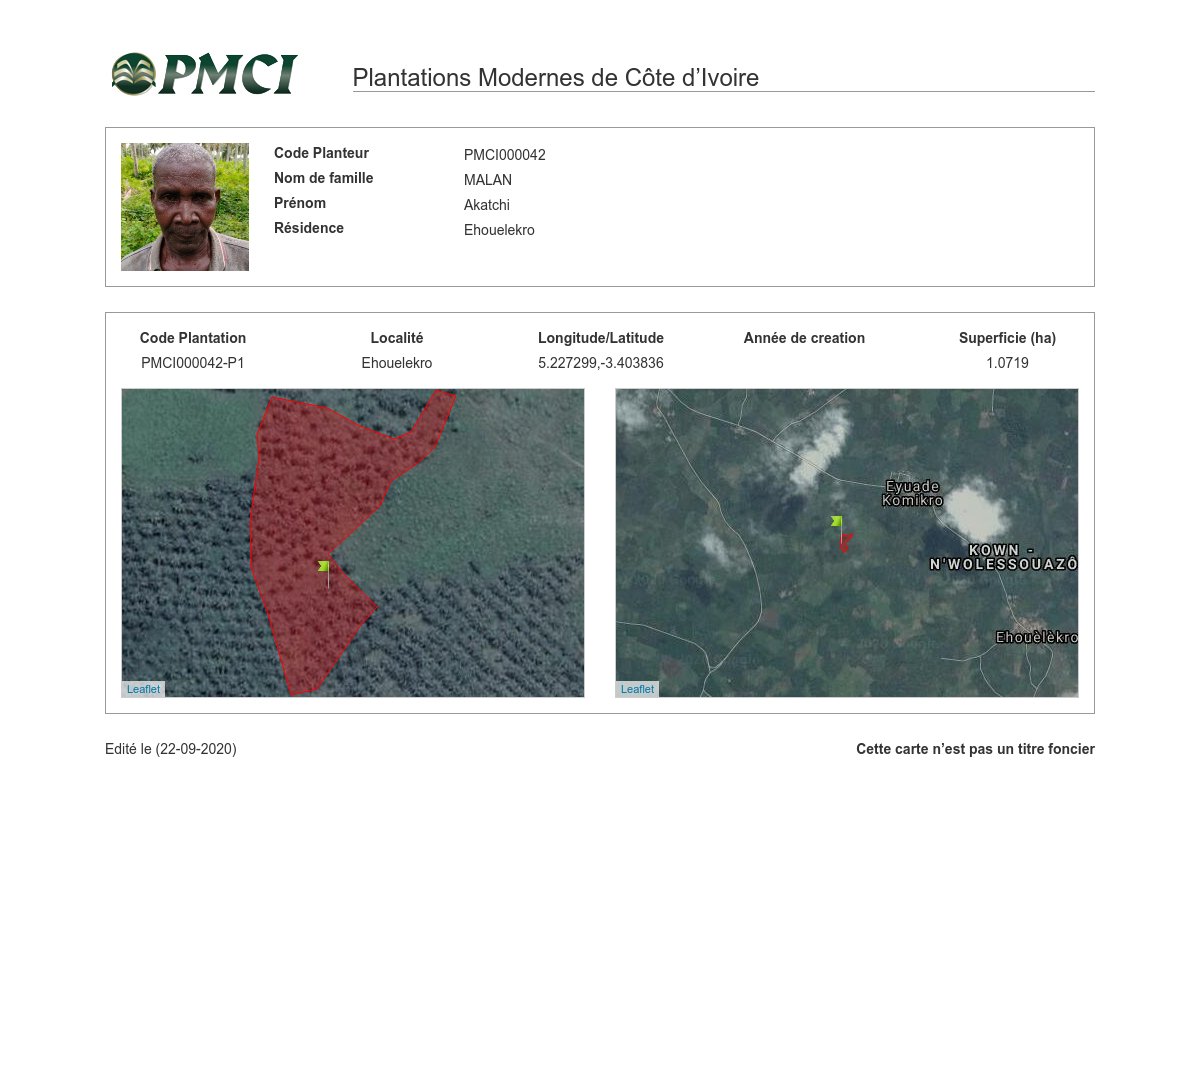 PMCI
Plantations Modernes de Côte d’Ivoire
Code Planteur PMCI000042
Nom de famille MALAN
Prénom Akatchi
Résidence Ehouelekro
Code Plantation Localité Longitude/Latitude Année de creation Superficie (ha)
PMCI000042-P1 Ehouelekro 5.227299,-3.403836 1.0719
Leaflet
Eyuade
Komikro
KOWN -
N'WOLESSOUAZÔ
Ehouèlèkro
Leaflet
Edité le (22-09-2020) Cette carte n’est pas un titre foncier